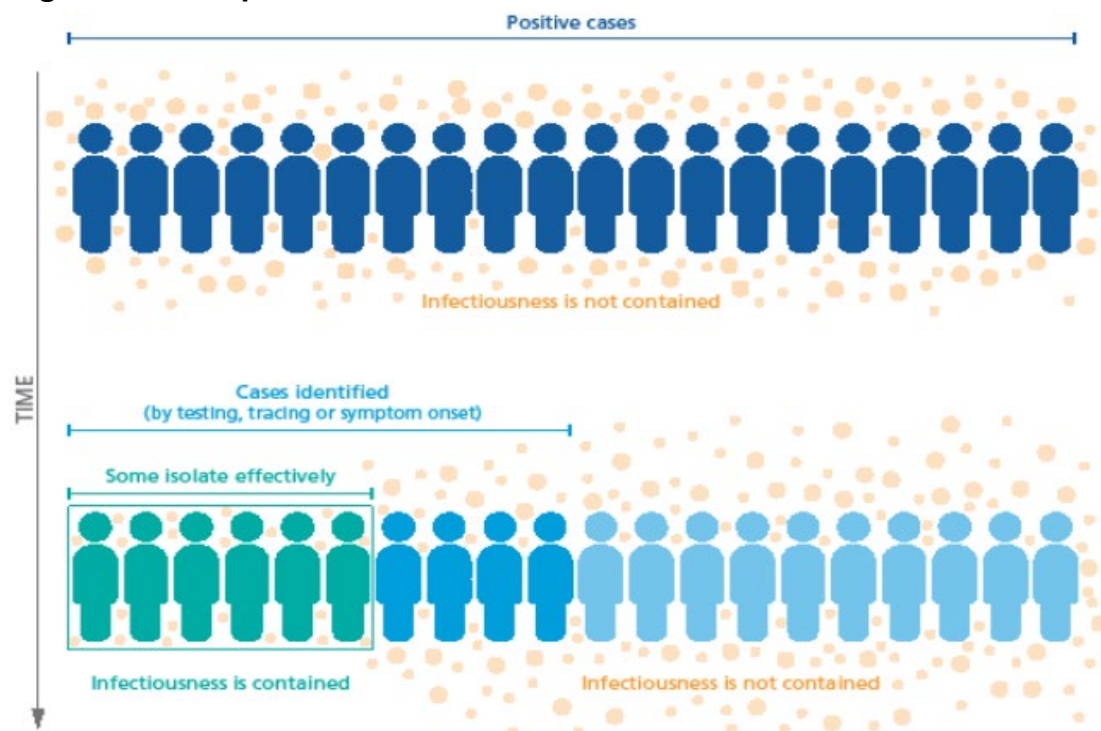 Positive cases
Infectiousness is not contained
TIME
Cases identified
(by testing, tracing or symptom onset)
Some isolate effectively
Infectiousness is contained
Infectiousness is not contained